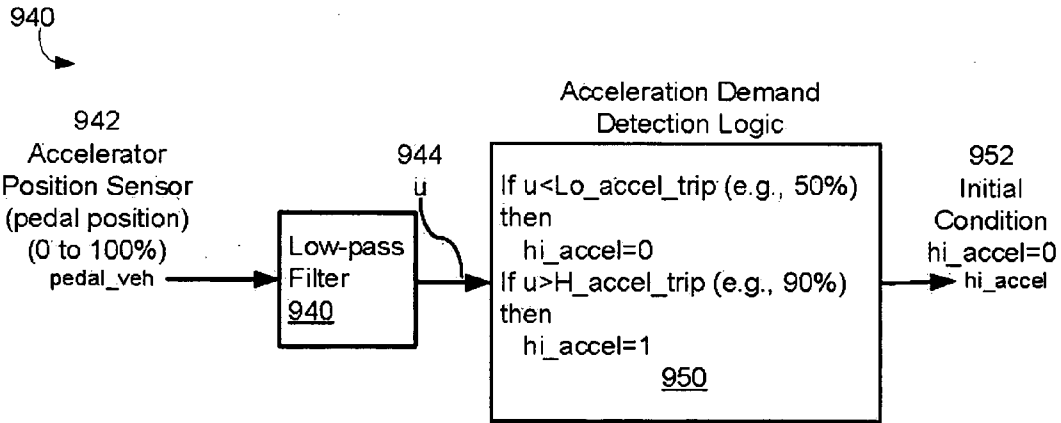 940
942
Accelerator
Position Sensor
(pedal position)
(0 to 100%)
pedal_veh
Low-pass
Filter
940
944
u
Acceleration Demand
Detection Logic
If u<Lo_accel_trip (e.g., 50%)
then
hi_accel=0
If u>H_accel_trip (e.g., 90%)
then
hi_accel=1
950
952
Initial
Condition
hi_accel=0
hi_accel